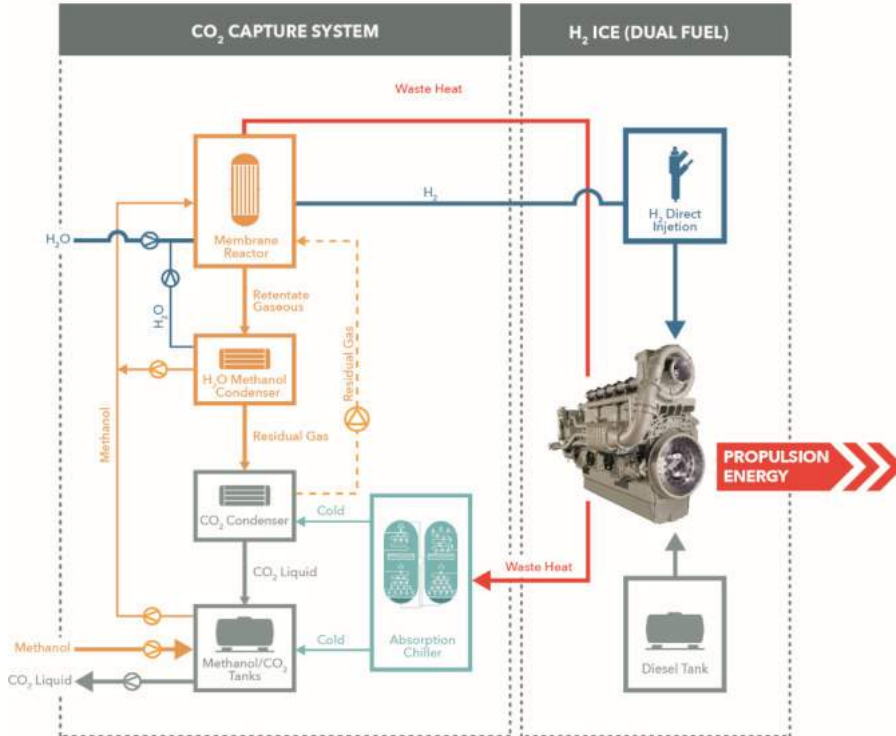 CO₂ CAPTURE SYSTEM
H₂ ICE (DUAL FUEL)
Waste Heat
H₂
H₂ Direct
Injetion
H₂O
Membrane
Reactor
Retentate
Gaseous
H₂O
Residual Gas
H₂O Methanol
Condenser
Methanol
Residual Gas
PROPULSION
ENERGY
CO₂ Condenser
Cold
CO₂ Liquid
Waste Heat
Methanol
Methanol/CO₂
Tanks
Cold
Absorption
Chiller
Diesel Tank
CO₂ Liquid